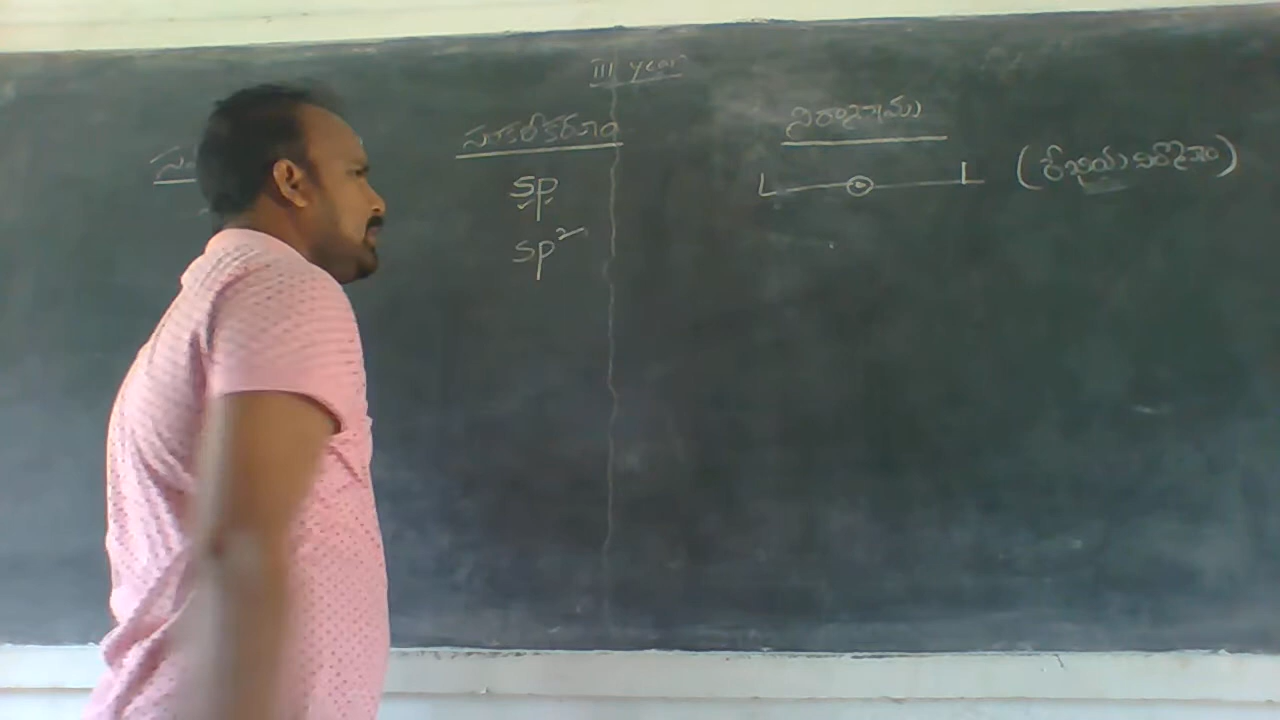 III year
సంకరీకరణం
నిర్మాణము
sp
L M L (రేఖీయ నిర్మాణం)
sp²